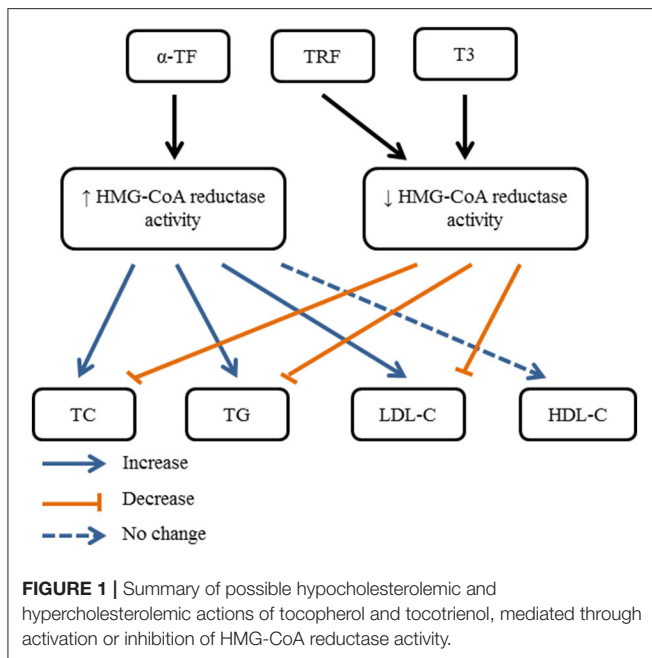 α-TF
TRF
T3
↑ HMG-CoA reductase
activity
↓ HMG-CoA reductase
activity
TC
TG
LDL-C
HDL-C
Increase
Decrease
No change
FIGURE 1 | Summary of possible hypocholesterolemic and
hypercholesterolemic actions of tocopherol and tocotrienol, mediated through
activation or inhibition of HMG-CoA reductase activity.